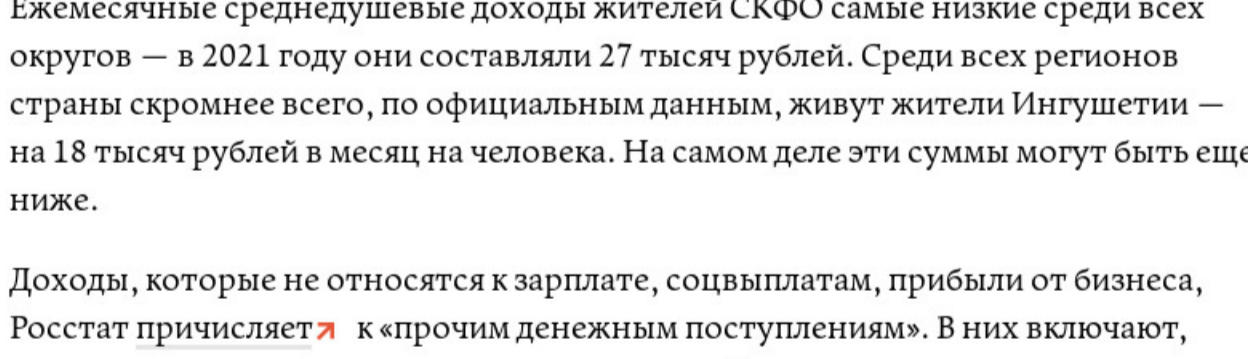 Ежемесячные среднедушевые доходы жителей СКФО самые низкие среди всех
округов — в 2021 году они составляли 27 тысяч рублей. Среди всех регионов
страны скромнее всего, по официальным данным, живут жители Ингушетии —
на 18 тысяч рублей в месяц на человека. На самом деле эти суммы могут быть еще
ниже.
Доходы, которые не относятся к зарплате, соцвыплатам, прибыли от бизнеса,
Росстат причисляет к «прочим денежным поступлениям». В них включают,